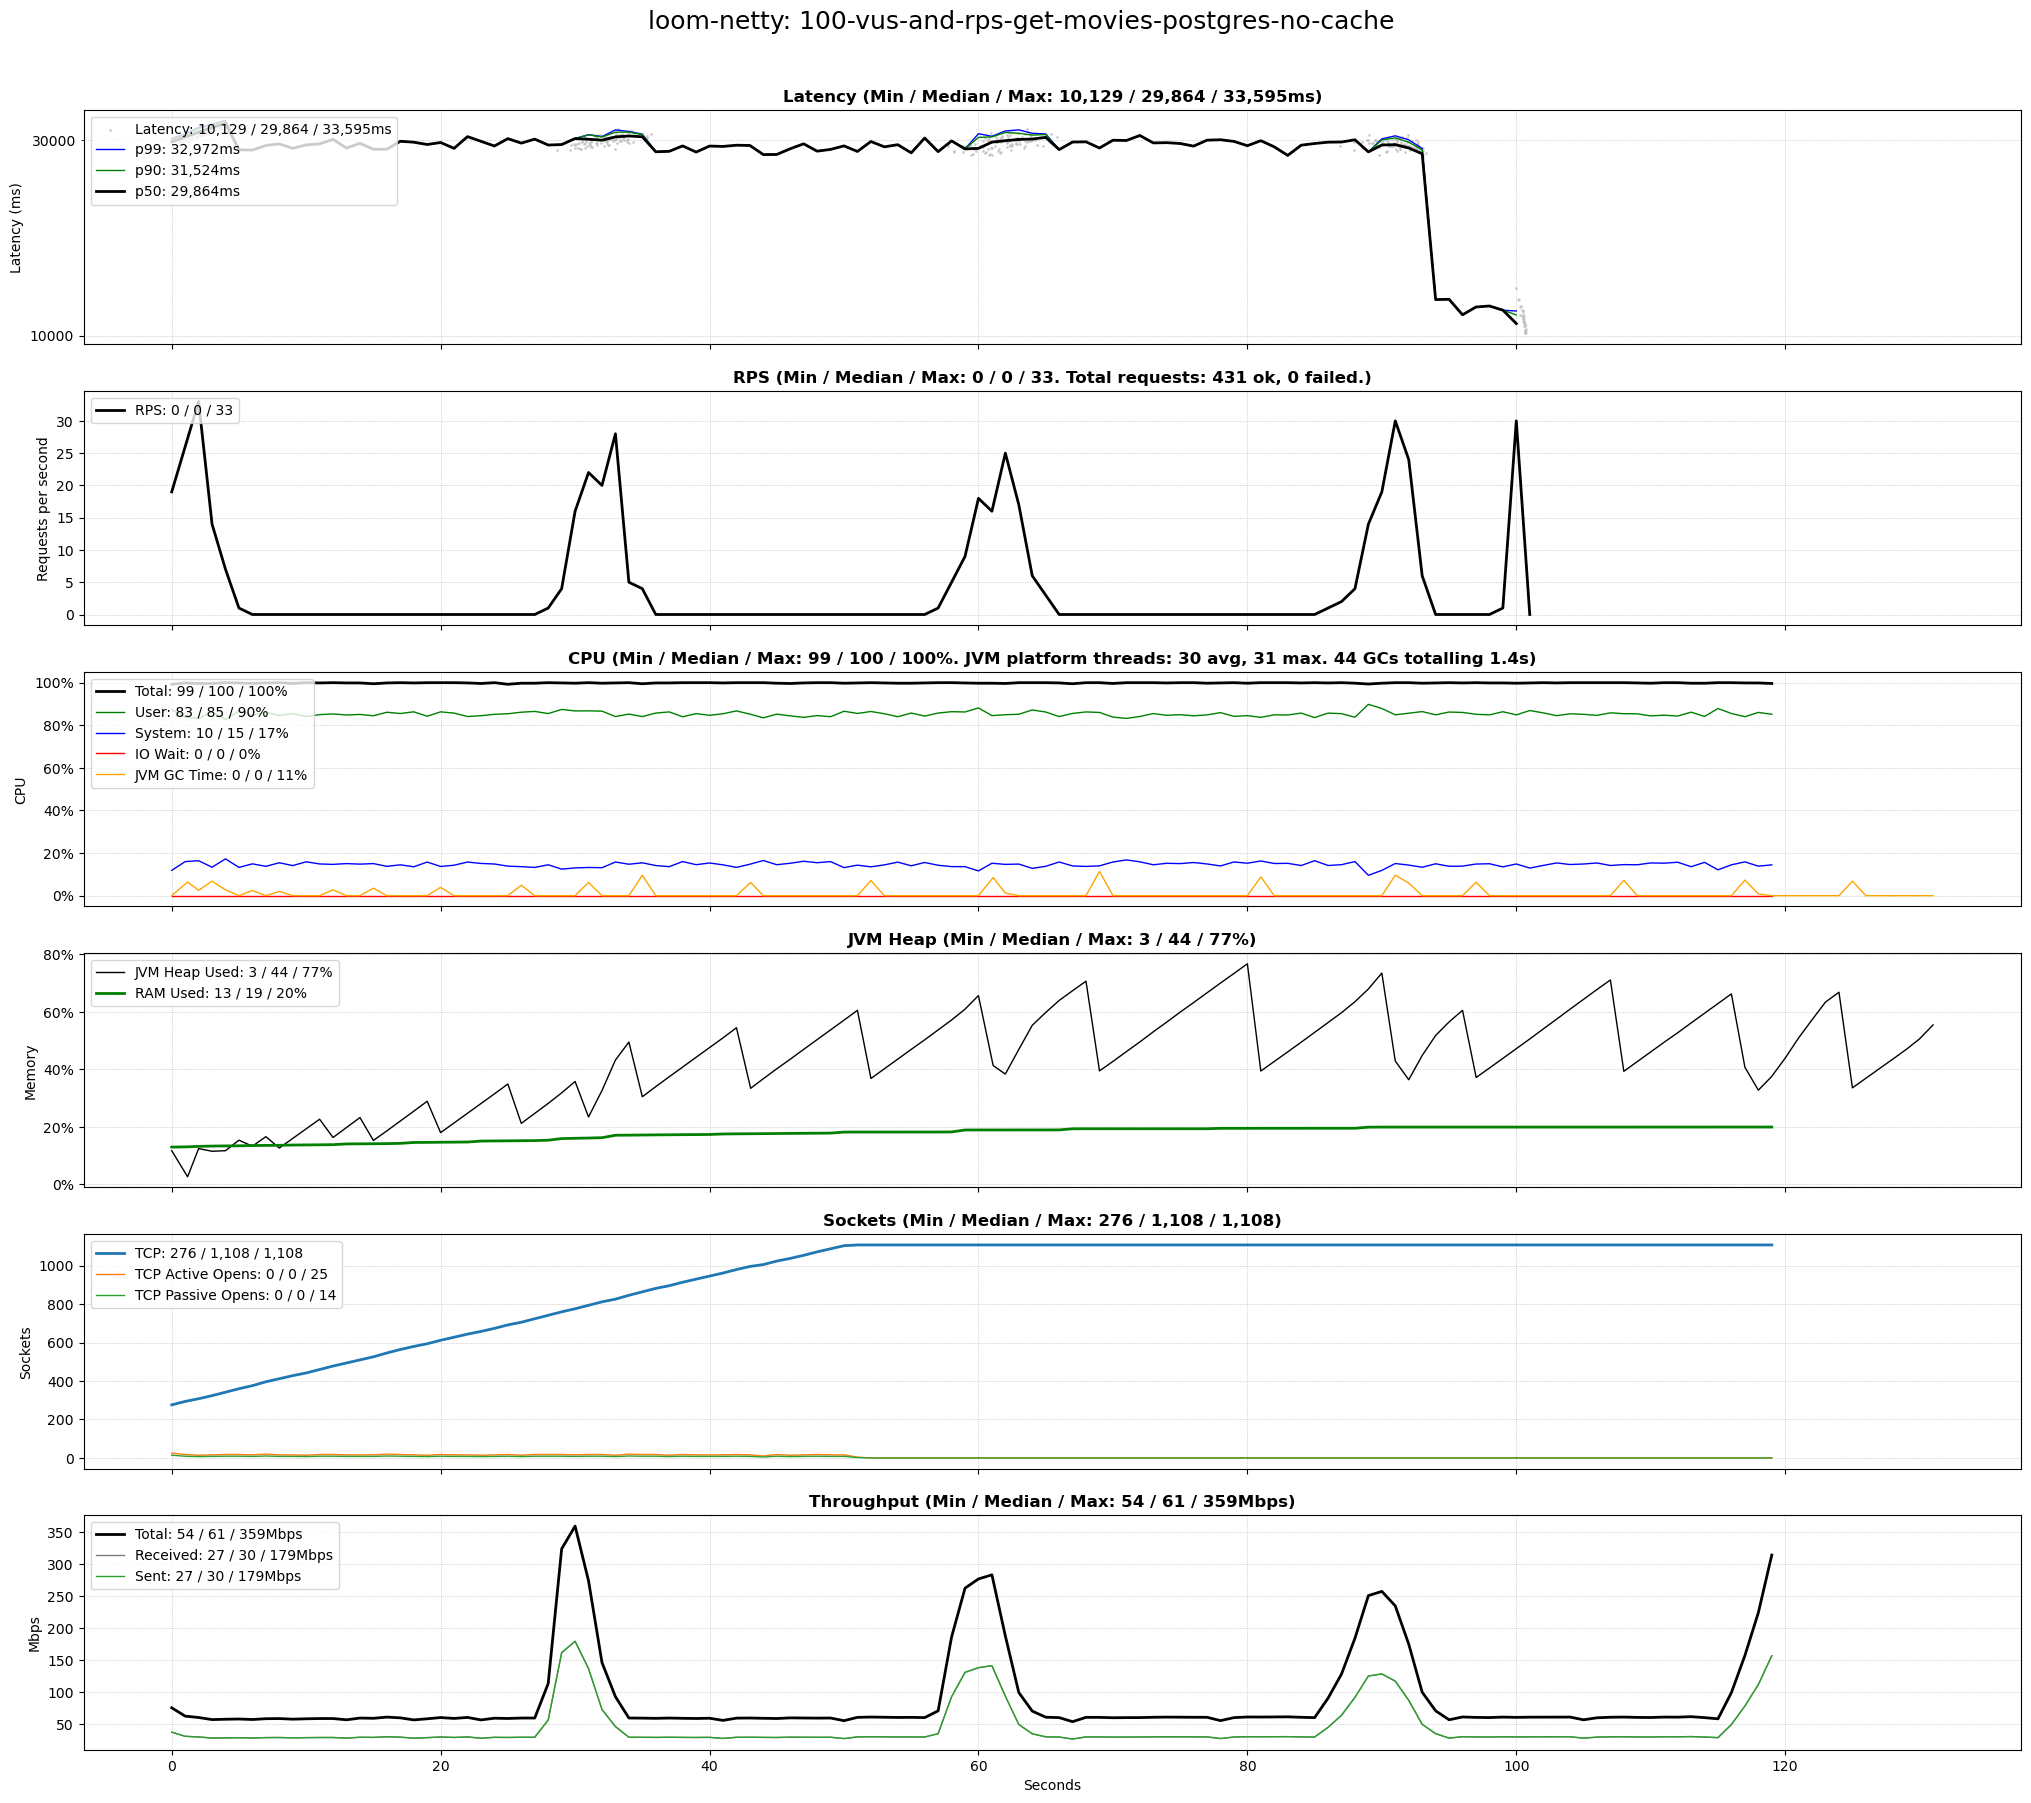 loom-netty: 100-vus-and-rps-get-movies-postgres-no-cache
Latency (Min / Median / Max: 10,129 / 29,864 / 33,595ms)
Latency (ms)
30000
10000
Latency: 10,129 / 29,864 / 33,595ms
p99: 32,972ms
p90: 31,524ms
p50: 29,864ms
RPS (Min / Median / Max: 0 / 0 / 33. Total requests: 431 ok, 0 failed.)
Requests per second
30
25
20
15
10
5
0
RPS: 0 / 0 / 33
CPU (Min / Median / Max: 99 / 100 / 100%. JVM platform threads: 30 avg, 31 max. 44 GCs totalling 1.4s)
CPU
100%
80%
60%
40%
20%
0%
Total: 99 / 100 / 100%
User: 83 / 85 / 90%
System: 10 / 15 / 17%
IO Wait: 0 / 0 / 0%
JVM GC Time: 0 / 0 / 11%
JVM Heap (Min / Median / Max: 3 / 44 / 77%)
Memory
80%
60%
40%
20%
0%
JVM Heap Used: 3 / 44 / 77%
RAM Used: 13 / 19 / 20%
Sockets (Min / Median / Max: 276 / 1,108 / 1,108)
Sockets
1000
800
600
400
200
0
TCP: 276 / 1,108 / 1,108
TCP Active Opens: 0 / 0 / 25
TCP Passive Opens: 0 / 0 / 14
Throughput (Min / Median / Max: 54 / 61 / 359Mbps)
Mbps
350
300
250
200
150
100
50
Total: 54 / 61 / 359Mbps
Received: 27 / 30 / 179Mbps
Sent: 27 / 30 / 179Mbps
0 20 40 60 80 100 120
Seconds